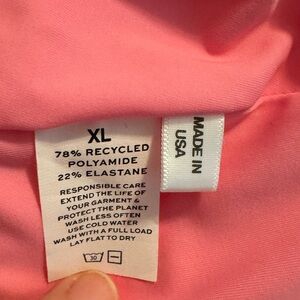 XL
78% RECYCLED
POLYAMIDE
22% ELASTANE
RESPONSIBLE CARE
EXTEND THE LIFE OF
YOUR GARMENT &
PROTECT THE PLANET
WASH LESS OFTEN
USE COLD WATER
WASH WITH A FULL LOAD
LAY FLAT TO DRY
30
MADE IN
USA